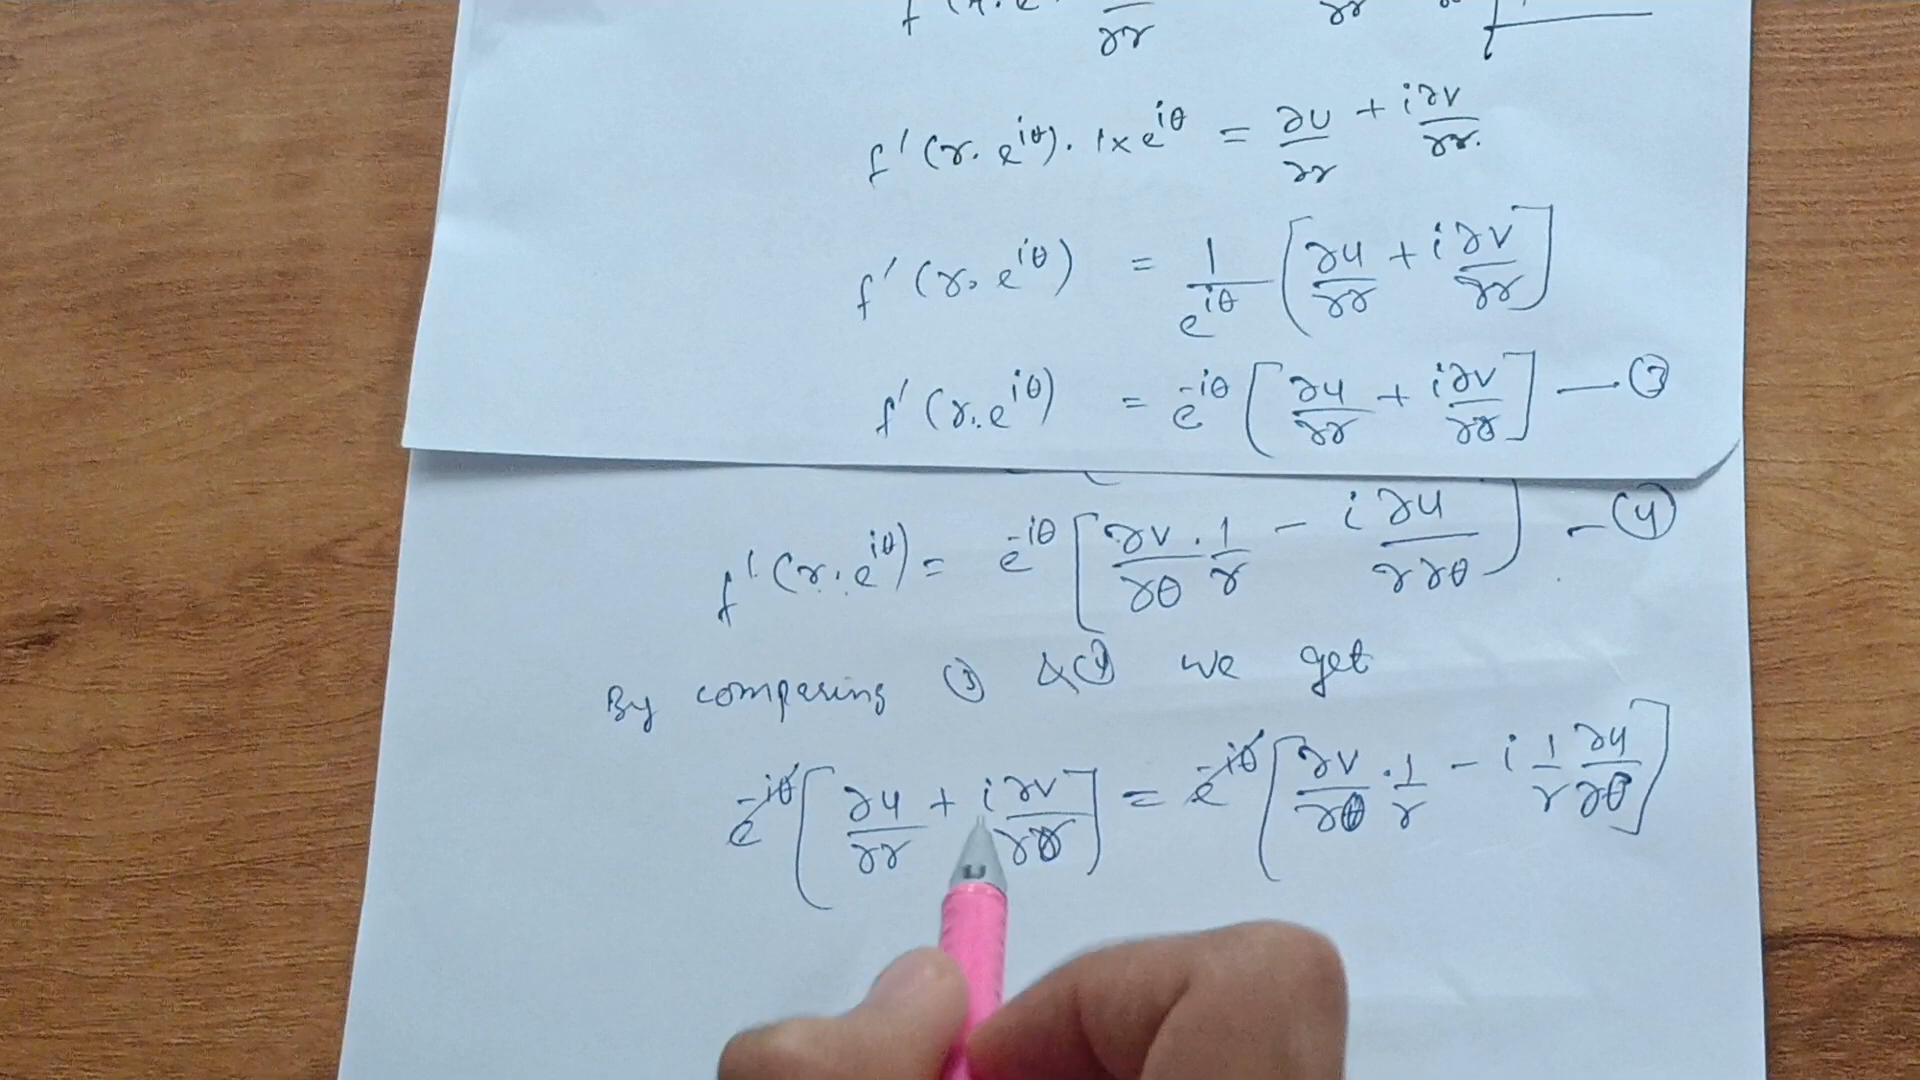 f'(r. e^{iθ}). 1× e^{iθ} = ∂u/∂r + i∂v/∂r.
f'(r. e^{iθ}) = 1/e^{iθ} [∂u/∂r + i∂v/∂r]
f'(r. e^{iθ}) = e^{-iθ} [∂u/∂r + i∂v/∂r] — ③
f'(r. e^{iθ}) = e^{-iθ} [∂v/∂θ . 1/r - i∂u/r∂θ] - ④
By comparing ③ & ④ we get
e^{-iθ} [∂u/∂r + i∂v/∂r] = e^{-iθ} [∂v/∂θ . 1/r - i 1/r ∂u/∂θ]